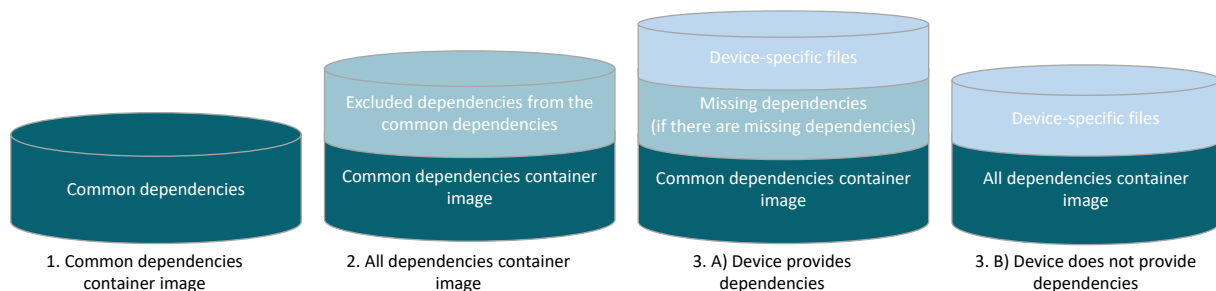 Common dependencies
1. Common dependencies
container image
Excluded dependencies from the
common dependencies
Common dependencies container
image
2. All dependencies container
image
Device-specific files
Missing dependencies
(if there are missing dependencies)
Common dependencies container
image
3. A) Device provides
dependencies
Device-specific files
All dependencies container
image
3. B) Device does not provide
dependencies